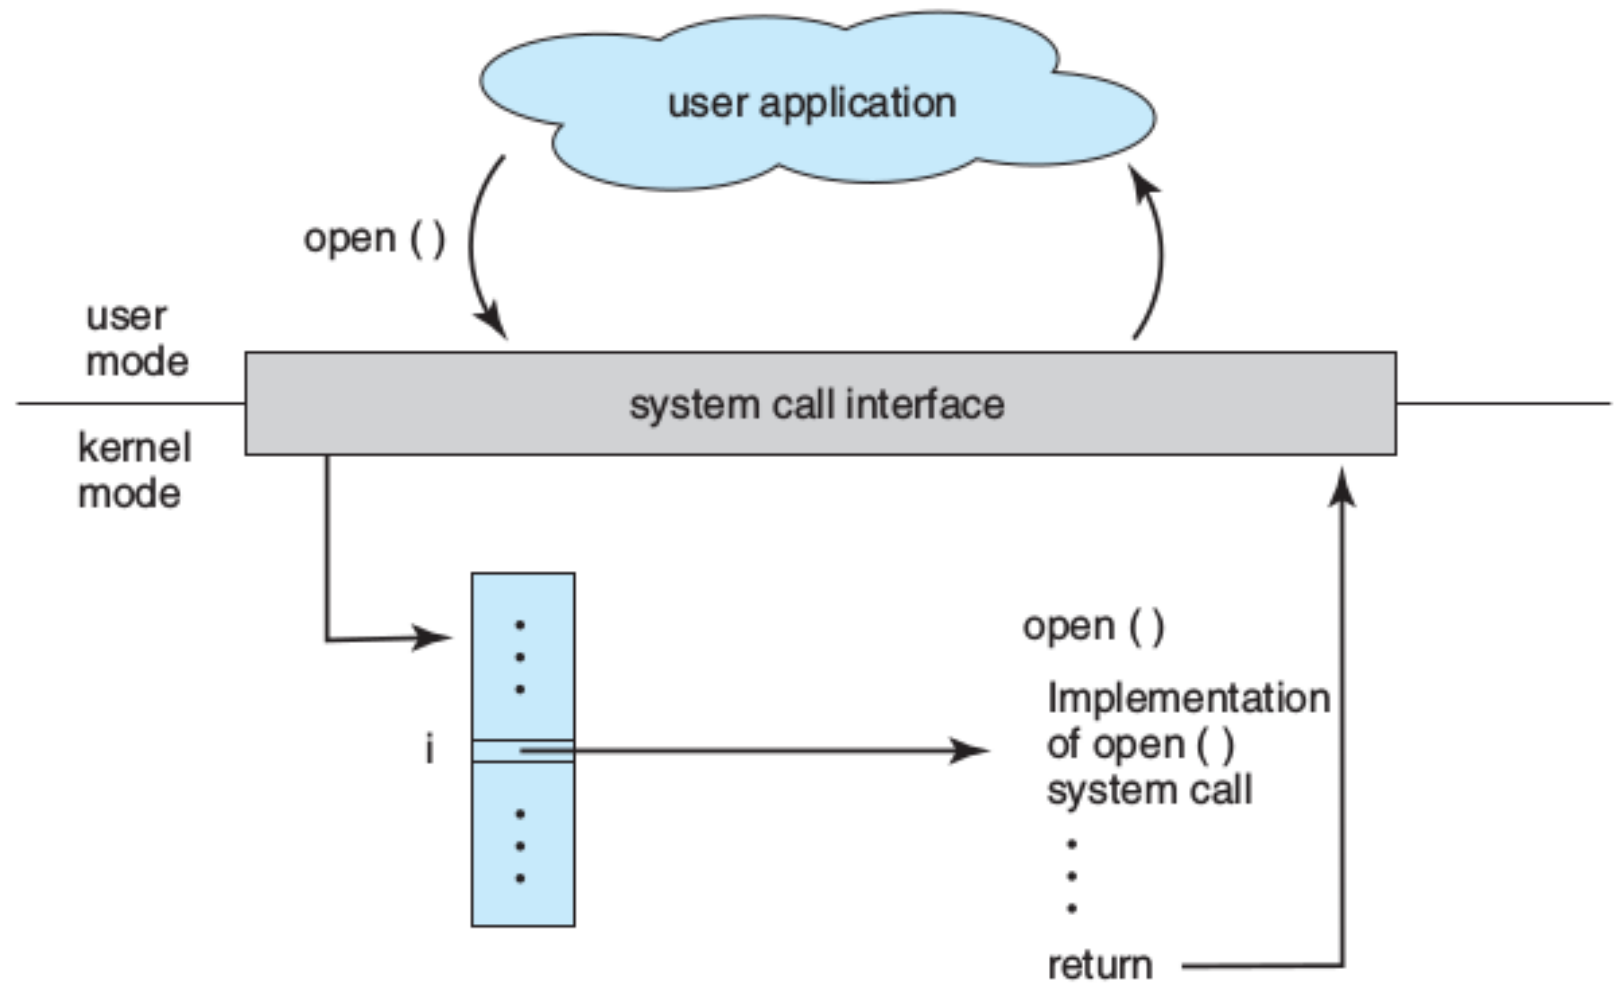 user application
open ( )
user
mode
system call interface
kernel
mode
open ( )
Implementation
of open ( )
system call
i
return